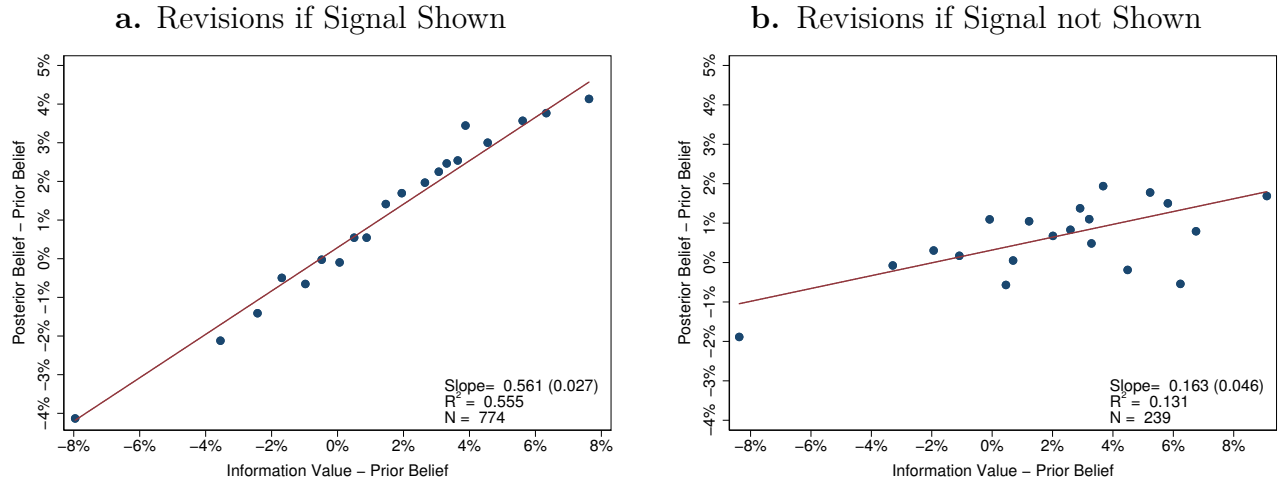 a. Revisions if Signal Shown
5%
4%
3%
2%
1%
0%
−1%
−2%
−3%
−4%
Posterior Belief − Prior Belief
Slope= 0.561 (0.027)
R² = 0.555
N = 774
−8% −6% −4% −2% 0% 2% 4% 6% 8%
Information Value − Prior Belief
b. Revisions if Signal not Shown
5%
4%
3%
2%
1%
0%
−1%
−2%
−3%
−4%
Posterior Belief − Prior Belief
Slope= 0.163 (0.046)
R² = 0.131
N = 239
−8% −6% −4% −2% 0% 2% 4% 6% 8%
Information Value − Prior Belief